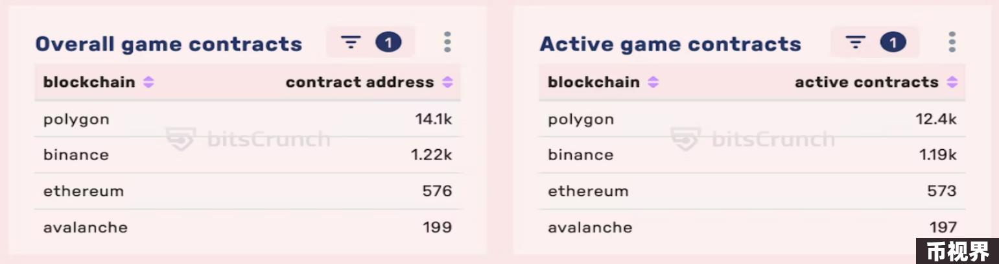 Overall game contracts 1
blockchain contract address
polygon 14.1k
binance 1.22k
ethereum 576
avalanche 199
bitsCrunch
Active game contracts 1
blockchain active contracts
polygon 12.4k
binance 1.19k
ethereum 573
avalanche 197
bitsCrunch
币视界